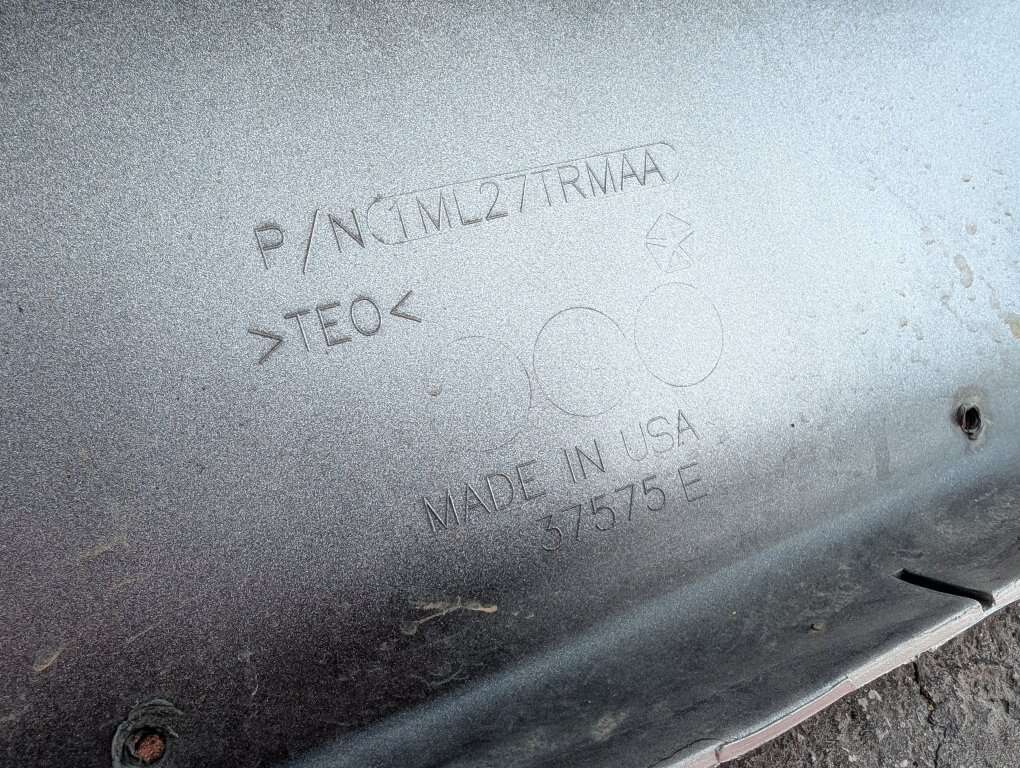 P/N 1ML27TRMAA
>TEO<
MADE IN USA
37575 E